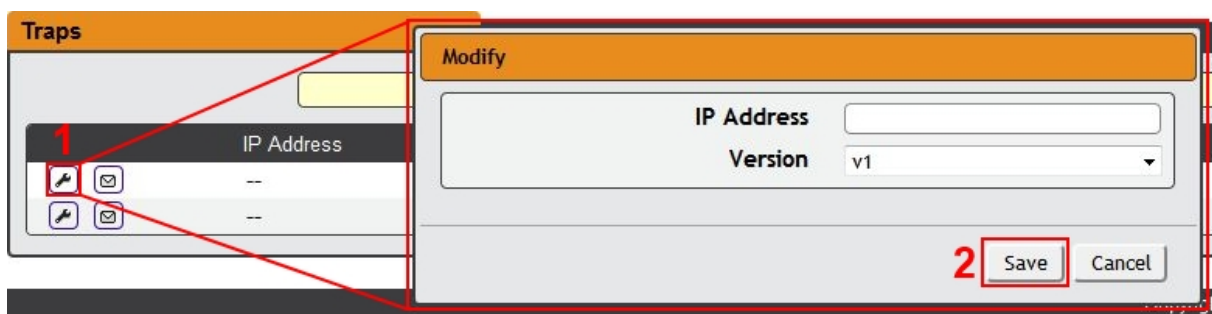 Traps
Modify
IP Address
Version v1
1
IP Address
--
--
2 Save Cancel